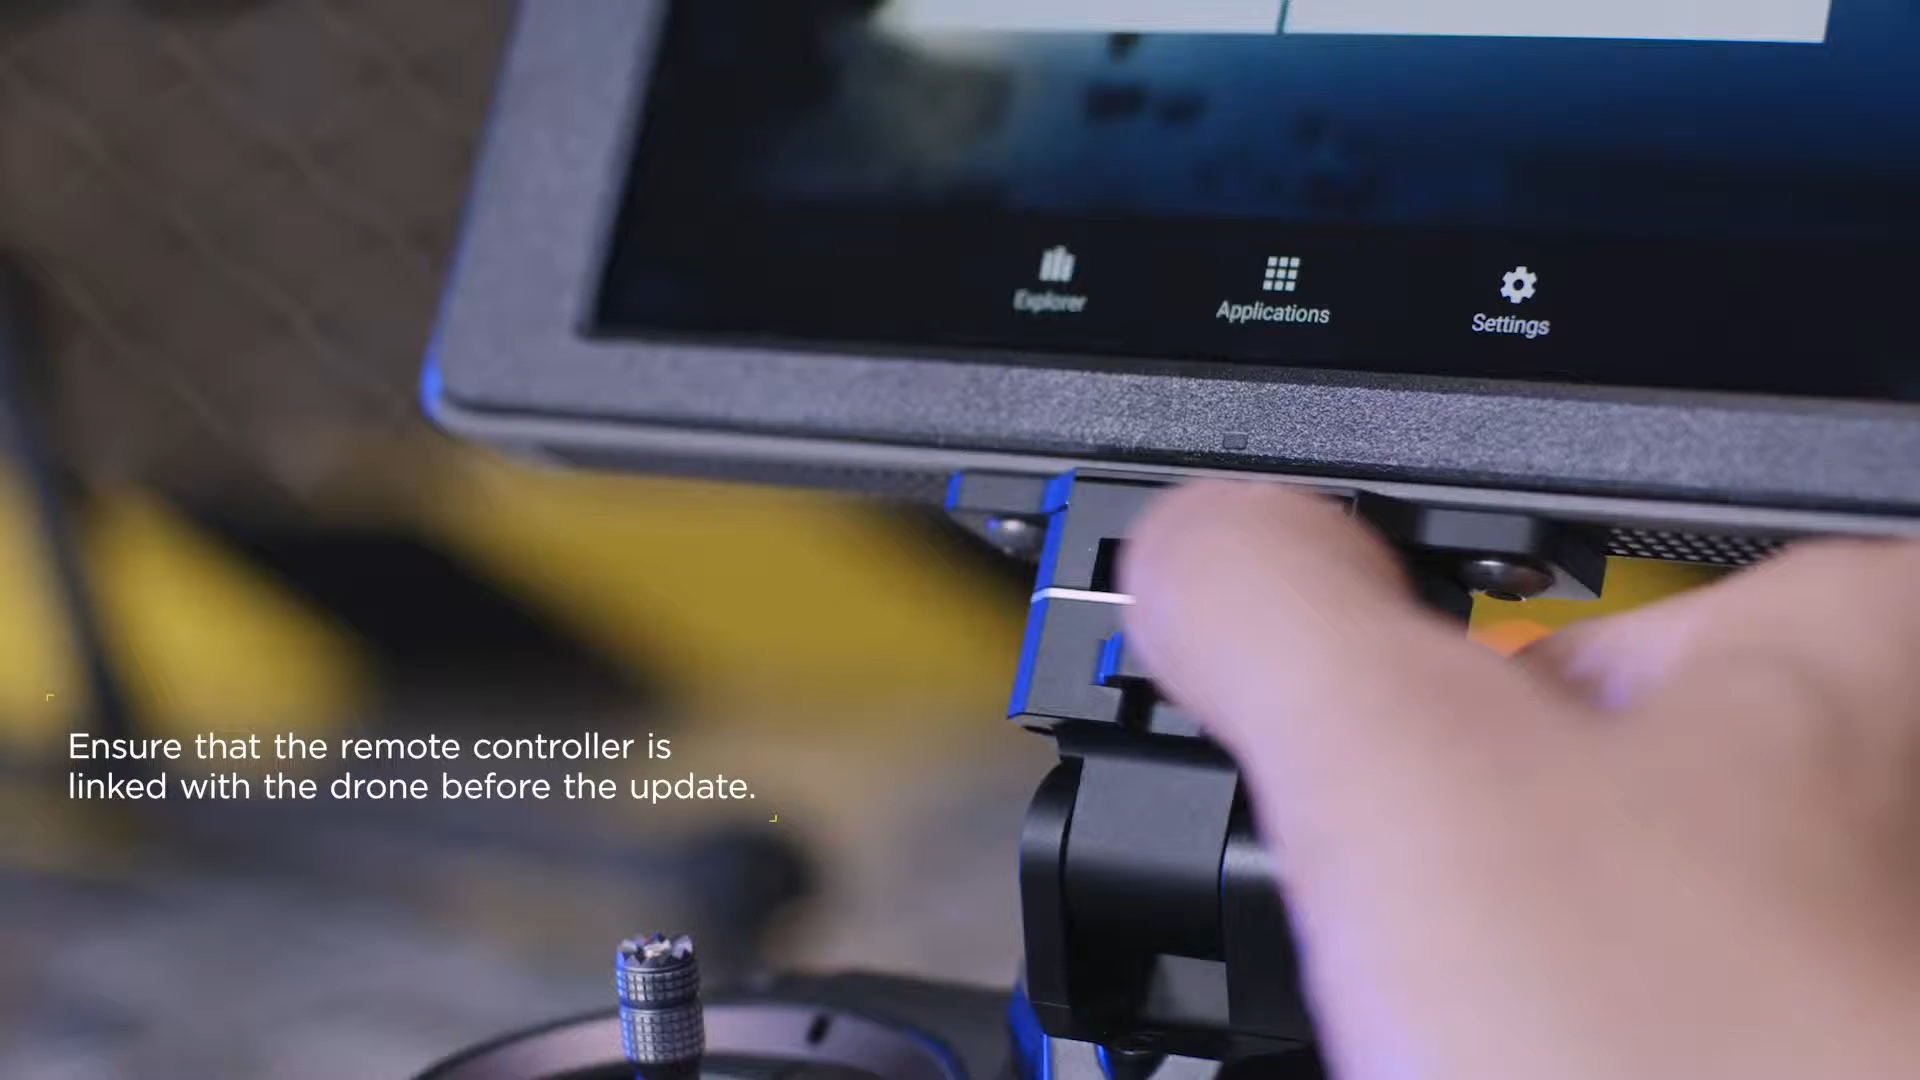 Explorer
Applications
Settings
Ensure that the remote controller is
linked with the drone before the update.